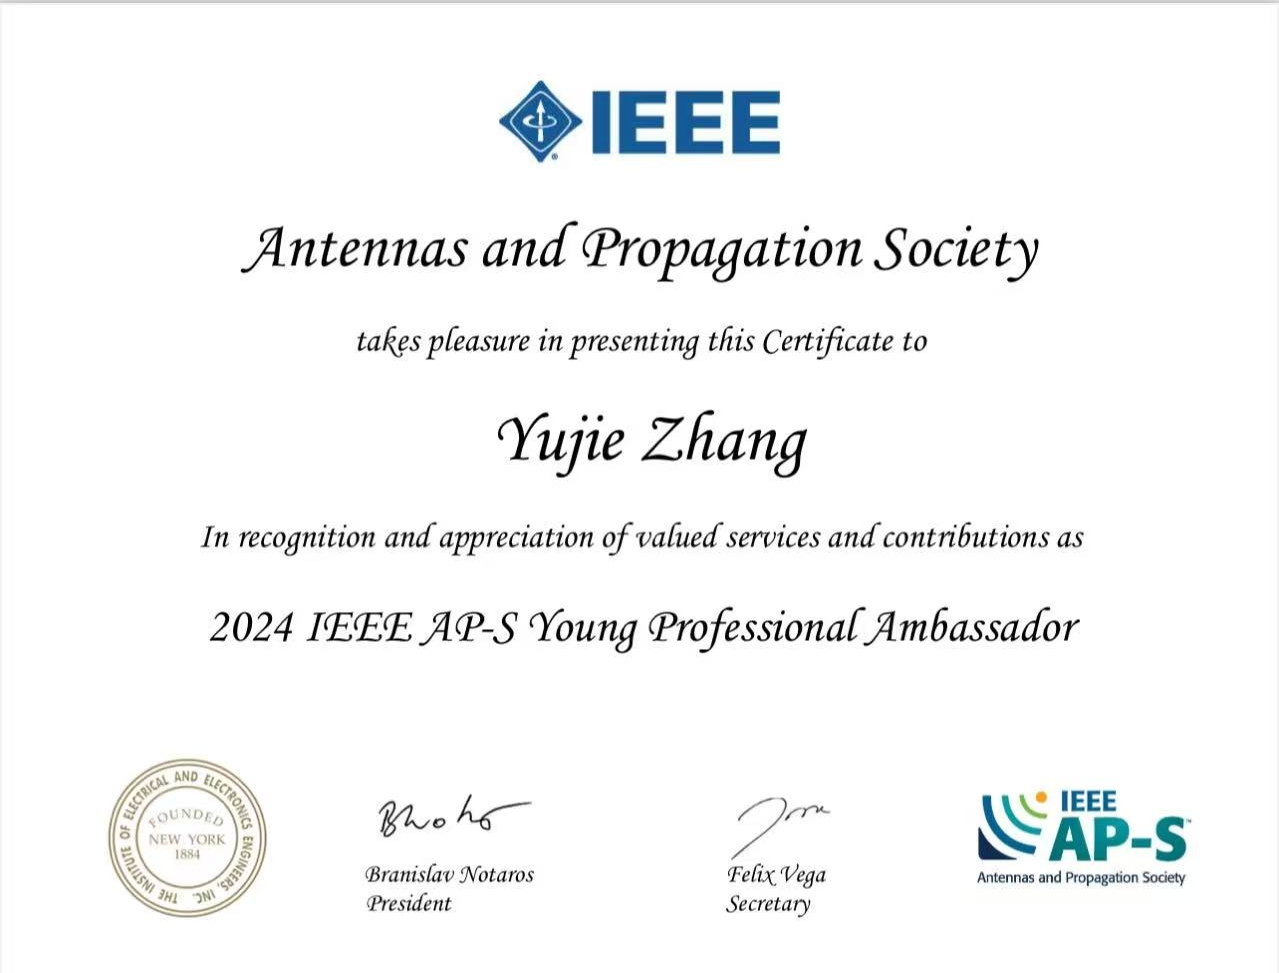 IEEE
Antennas and Propagation Society
takes pleasure in presenting this Certificate to
Yujie Zhang
In recognition and appreciation of valued services and contributions as
2024 IEEE AP-S Young Professional Ambassador
THE INSTITUTE OF ELECTRICAL AND ELECTRONICS ENGINEERS, INC.
FOUNDED
NEW YORK
1884
Branislav Notaros
President
Felix Vega
Secretary
IEEE
AP-S™
Antennas and Propagation Society